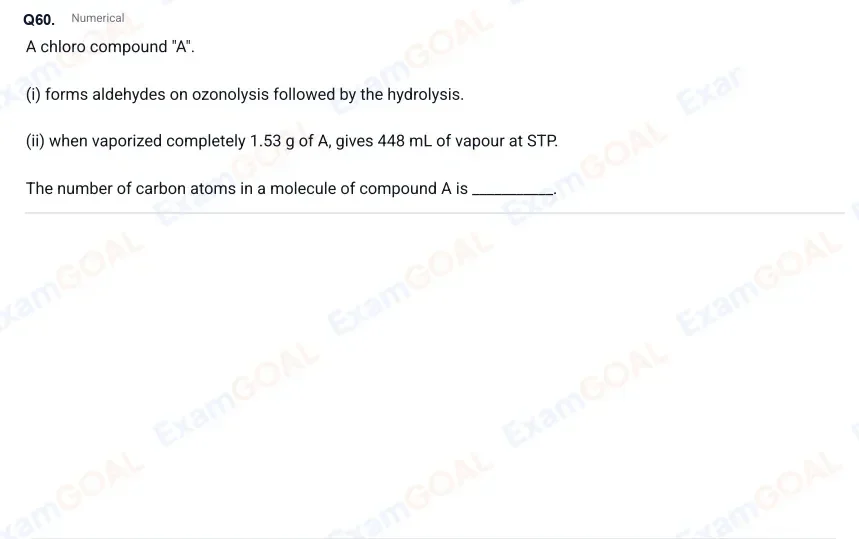 Q60. Numerical
A chloro compound "A".
(i) forms aldehydes on ozonolysis followed by the hydrolysis.
(ii) when vaporized completely 1.53 g of A, gives 448 mL of vapour at STP.
The number of carbon atoms in a molecule of compound A is __________.
ExamGOAL